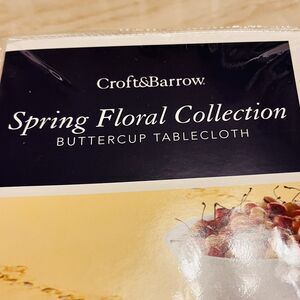 Croft&Barrow
Spring Floral Collection
BUTTERCUP TABLECLOTH